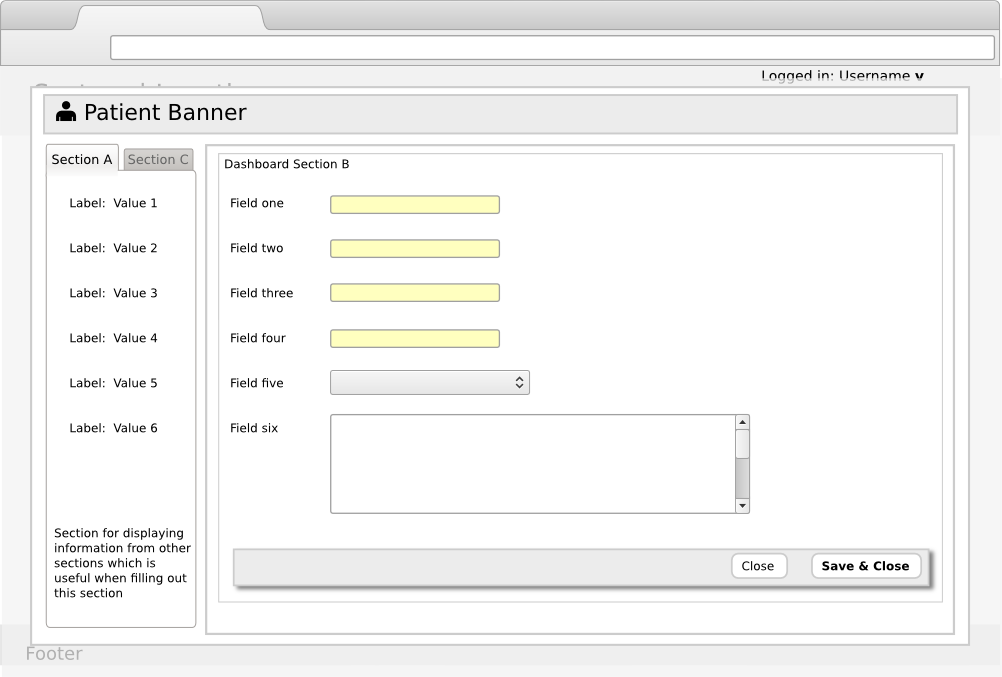 Logged in: Username v
Patient Banner
Section A
Section C
Label: Value 1
Label: Value 2
Label: Value 3
Label: Value 4
Label: Value 5
Label: Value 6
Section for displaying
information from other
sections which is
useful when filling out
this section
Dashboard Section B
Field one
Field two
Field three
Field four
Field five
Field six
Close
Save & Close
Footer